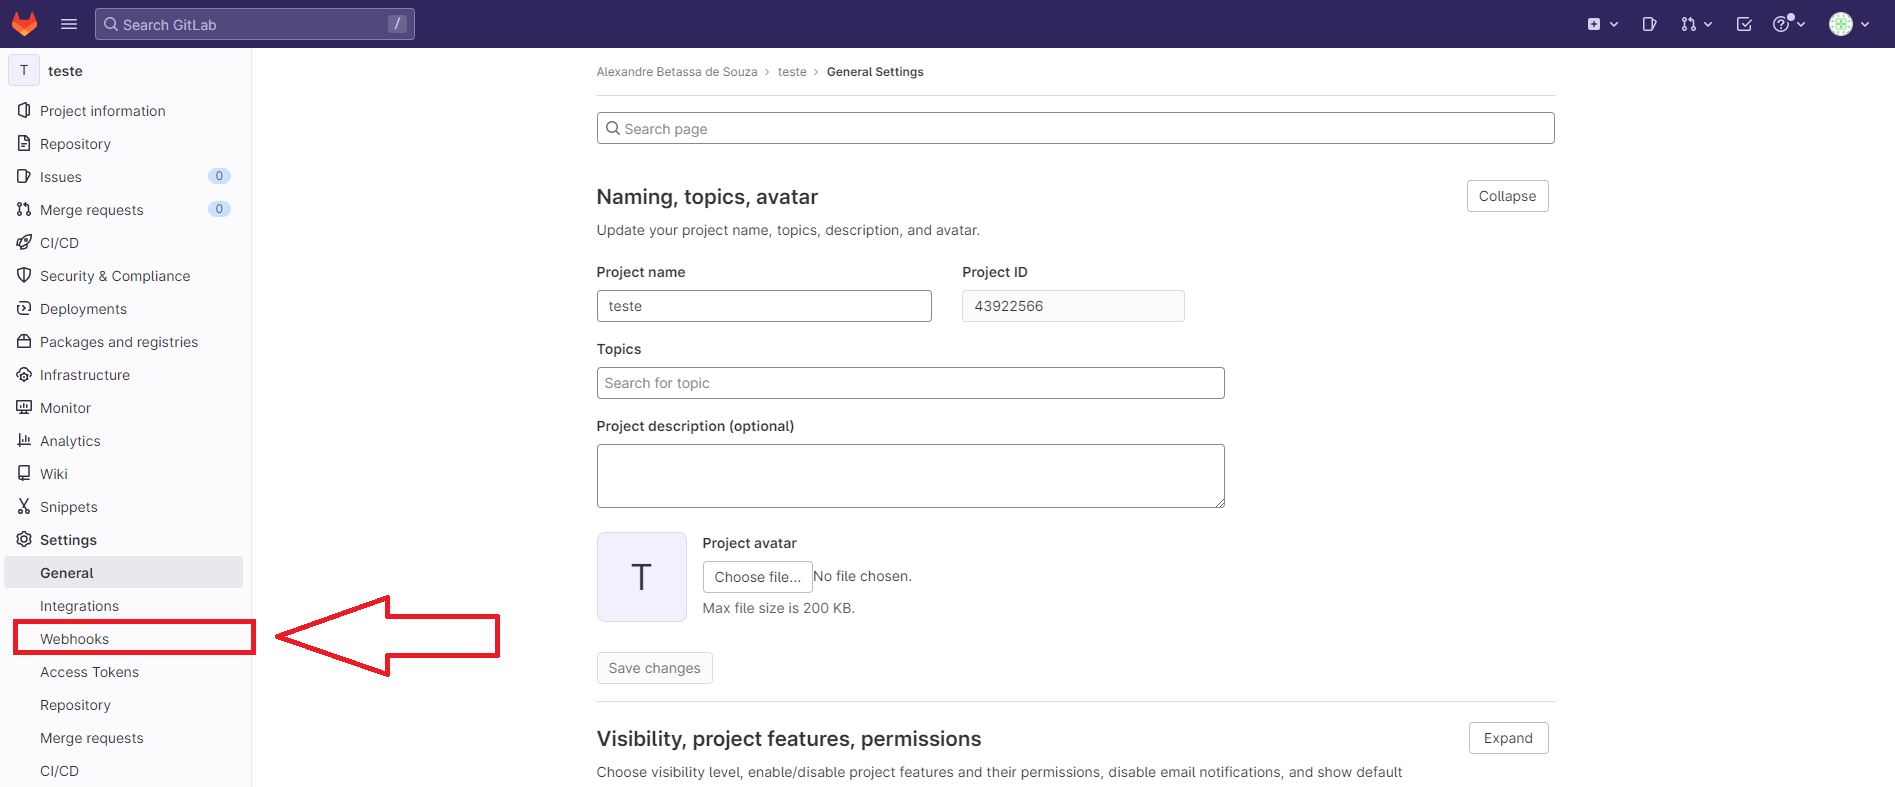 Search GitLab /
T teste
Project information
Repository
Issues 0
Merge requests 0
CI/CD
Security & Compliance
Deployments
Packages and registries
Infrastructure
Monitor
Analytics
Wiki
Snippets
Settings
General
Integrations
Webhooks
Access Tokens
Repository
Merge requests
CI/CD
Alexandre Betassa de Souza › teste › General Settings
Search page
Naming, topics, avatar
Collapse
Update your project name, topics, description, and avatar.
Project name Project ID
teste 43922566
Topics
Search for topic
Project description (optional)
T
Project avatar
Choose file... No file chosen.
Max file size is 200 KB.
Save changes
Visibility, project features, permissions
Expand
Choose visibility level, enable/disable project features and their permissions, disable email notifications, and show default